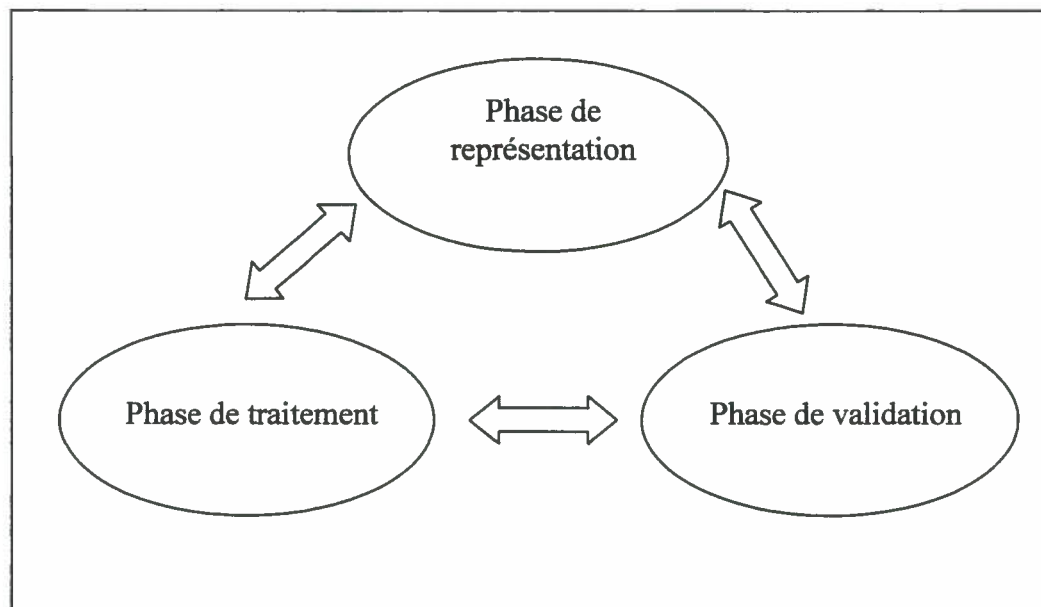 Phase de
représentation
Phase de traitement
Phase de validation